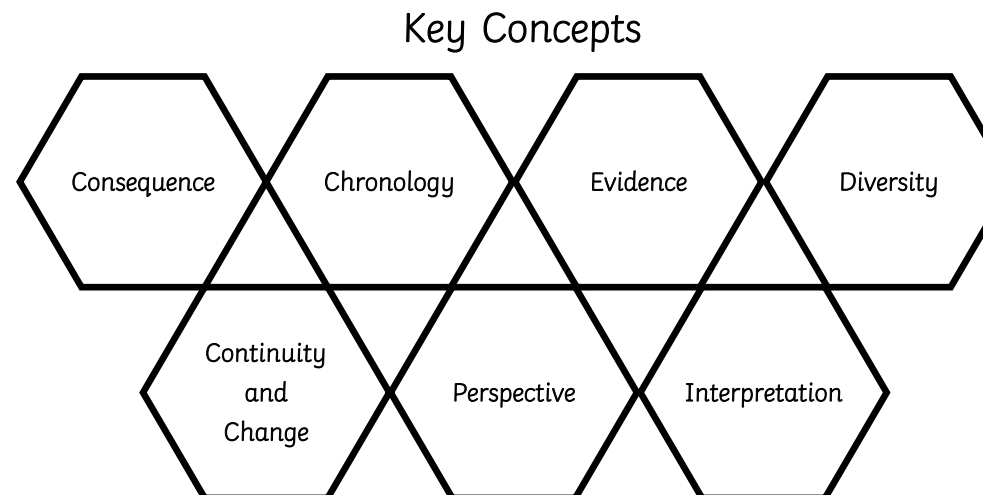 Key Concepts
Consequence
Chronology
Evidence
Diversity
Continuity
and
Change
Perspective
Interpretation